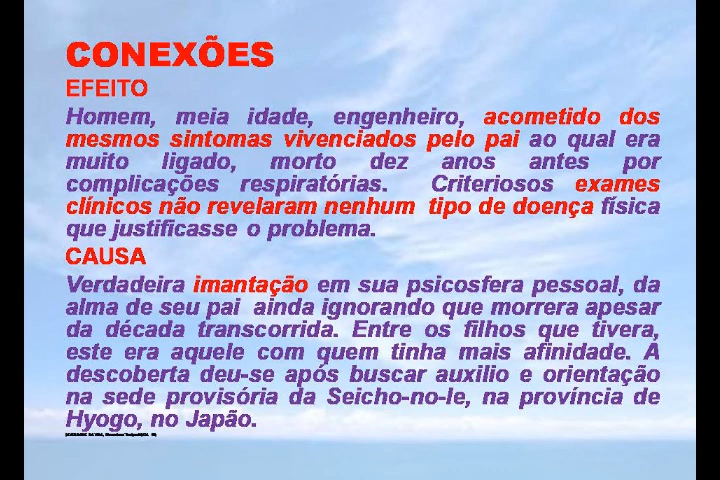 CONEXÕES
EFEITO
Homem, meia idade, engenheiro, acometido dos
mesmos sintomas vivenciados pelo pai ao qual era
muito ligado, morto dez anos antes por
complicações respiratórias. Criteriosos exames
clínicos não revelaram nenhum tipo de doença física
que justificasse o problema.
CAUSA
Verdadeira imantação em sua psicosfera pessoal, da
alma de seu pai ainda ignorando que morrera apesar
da década transcorrida. Entre os filhos que tivera,
este era aquele com quem tinha mais afinidade. A
descoberta deu-se após buscar auxilio e orientação
na sede provisória da Seicho-no-Ie, na província de
Hyogo, no Japão.